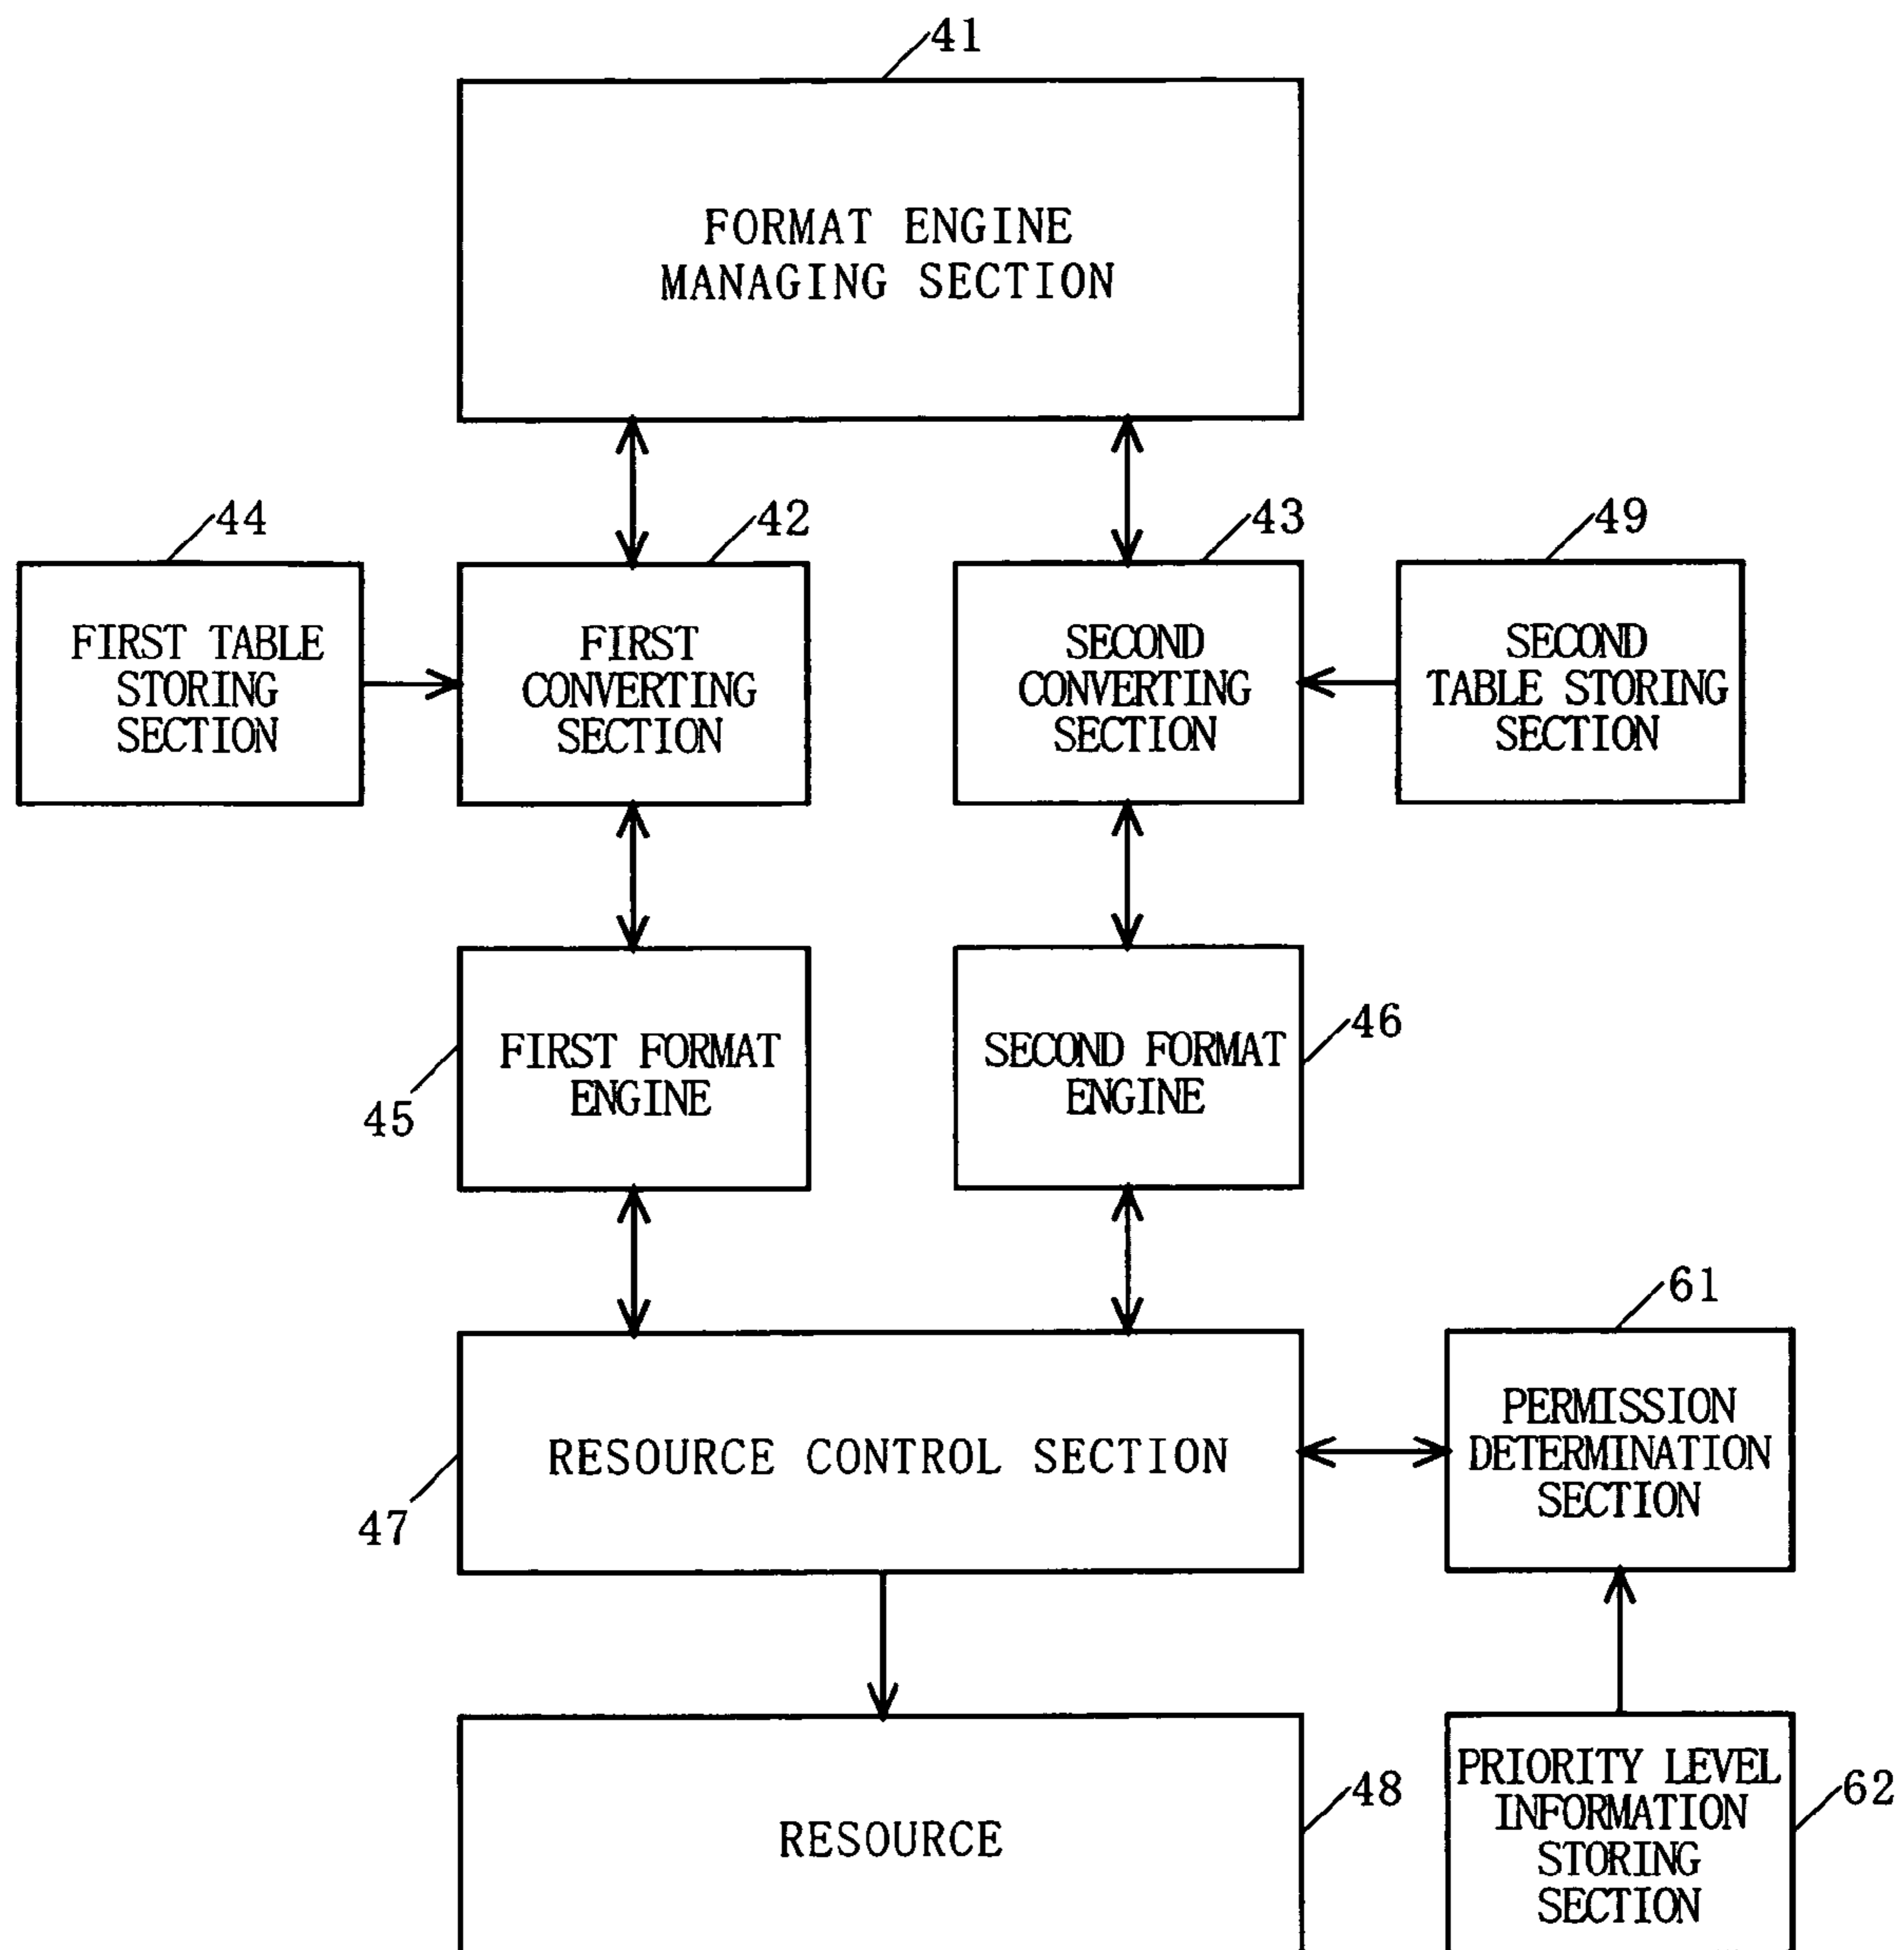 41
FORMAT ENGINE
MANAGING SECTION
44
42
43
49
FIRST TABLE
STORING
SECTION
FIRST
CONVERTING
SECTION
SECOND
CONVERTING
SECTION
SECOND
TABLE STORING
SECTION
45
FIRST FORMAT
ENGINE
SECOND FORMAT
ENGINE
46
61
47
RESOURCE CONTROL SECTION
PERMISSION
DETERMINATION
SECTION
RESOURCE
48
PRIORITY LEVEL
INFORMATION
STORING
SECTION
62